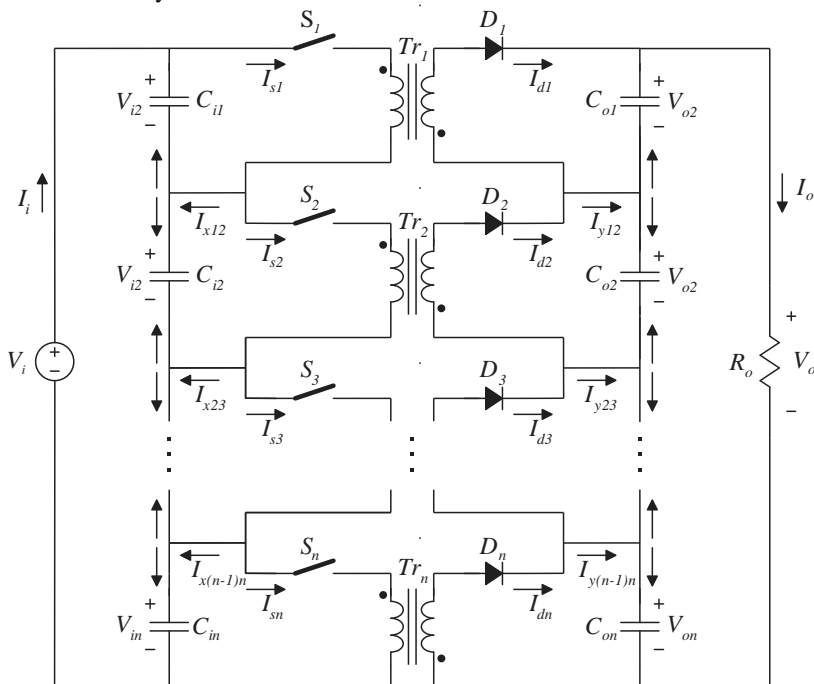 S1 D1
Tr1
Is1 Id1
+ +
Vi2 Ci1 Co1 Vo2
− −
Ii Io
S2 D2
Ix12 Iy12
Tr2
Is2 Id2
+ +
Vi2 Ci2 Co2 Vo2
− −
+
Vi + − Ro Vo
S3 D3
Ix23 Iy23
−
Is3 Id3
Sn Dn
Ix(n-1)n Iy(n-1)n
Trn
Isn Idn
+ +
Vin Cin Con Von
− −